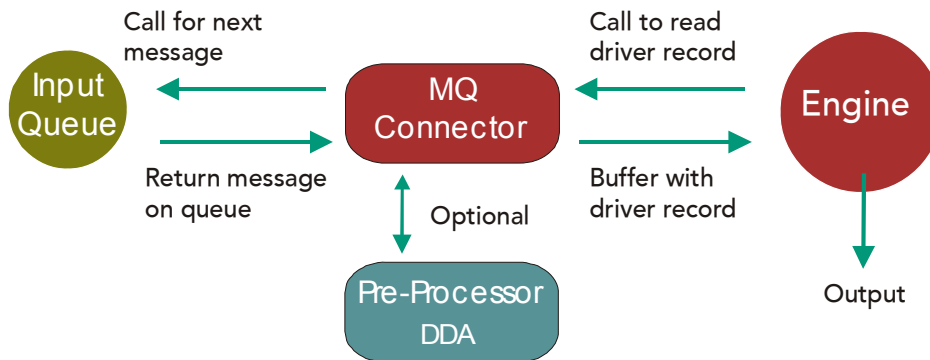 Call for next
message
Call to read
driver record
Input
Queue
MQ
Connector
Engine
Return message
on queue
Optional
Buffer with
driver record
Pre-Processor
DDA
Output